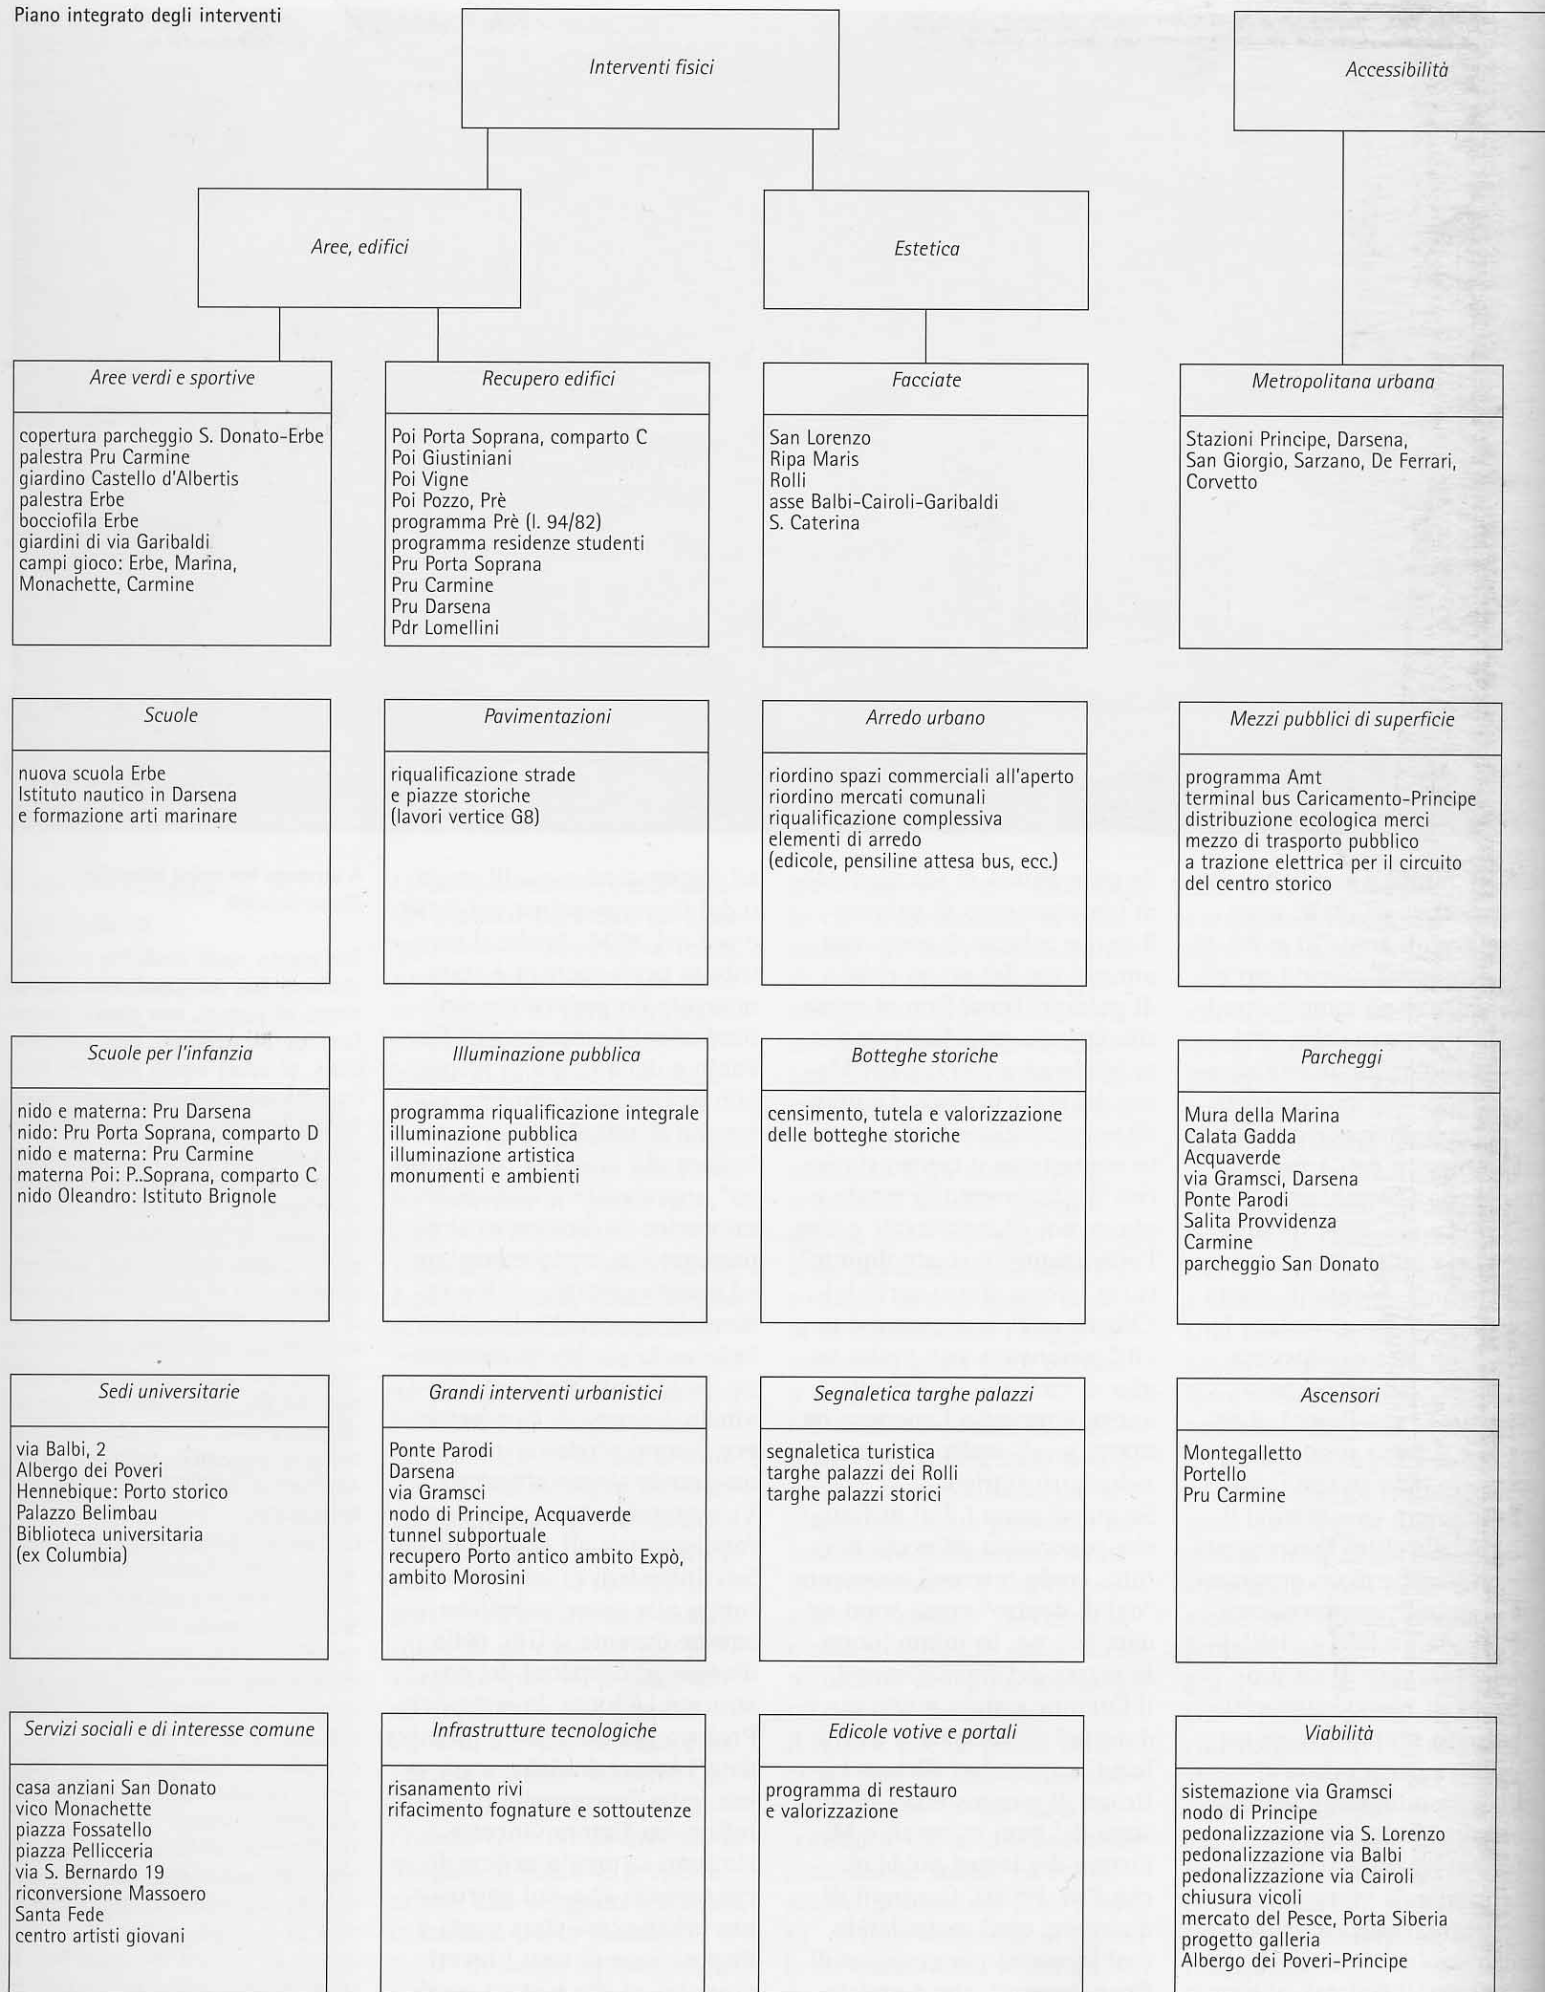 Piano integrato degli interventi
Interventi fisici
Accessibilità
Aree, edifici
Estetica
Aree verdi e sportive
copertura parcheggio S. Donato-Erbe
palestra Pru Carmine
giardino Castello d'Albertis
palestra Erbe
bocciofila Erbe
giardini di via Garibaldi
campi gioco: Erbe, Marina,
Monachette, Carmine
Recupero edifici
Poi Porta Soprana, comparto C
Poi Giustiniani
Poi Vigne
Poi Pozzo, Prè
programma Prè (l. 94/82)
programma residenze studenti
Pru Porta Soprana
Pru Carmine
Pru Darsena
Pdr Lomellini
Facciate
San Lorenzo
Ripa Maris
Rolli
asse Balbi-Cairoli-Garibaldi
S. Caterina
Metropolitana urbana
Stazioni Principe, Darsena,
San Giorgio, Sarzano, De Ferrari,
Corvetto
Scuole
nuova scuola Erbe
Istituto nautico in Darsena
e formazione arti marinare
Pavimentazioni
riqualificazione strade
e piazze storiche
(lavori vertice G8)
Arredo urbano
riordino spazi commerciali all'aperto
riordino mercati comunali
riqualificazione complessiva
elementi di arredo
(edicole, pensiline attesa bus, ecc.)
Mezzi pubblici di superficie
programma Amt
terminal bus Caricamento-Principe
distribuzione ecologica merci
mezzo di trasporto pubblico
a trazione elettrica per il circuito
del centro storico
Scuole per l'infanzia
nido e materna: Pru Darsena
nido: Pru Porta Soprana, comparto D
nido e materna: Pru Carmine
materna Poi: P..Soprana, comparto C
nido Oleandro: Istituto Brignole
Illuminazione pubblica
programma riqualificazione integrale
illuminazione pubblica
illuminazione artistica
monumenti e ambienti
Botteghe storiche
censimento, tutela e valorizzazione
delle botteghe storiche
Parcheggi
Mura della Marina
Calata Gadda
Acquaverde
via Gramsci, Darsena
Ponte Parodi
Salita Provvidenza
Carmine
parcheggio San Donato
Sedi universitarie
via Balbi, 2
Albergo dei Poveri
Hennebique: Porto storico
Palazzo Belimbau
Biblioteca universitaria
(ex Columbia)
Grandi interventi urbanistici
Ponte Parodi
Darsena
via Gramsci
nodo di Principe, Acquaverde
tunnel subportuale
recupero Porto antico ambito Expò,
ambito Morosini
Segnaletica targhe palazzi
segnaletica turistica
targhe palazzi dei Rolli
targhe palazzi storici
Ascensori
Montegalletto
Portello
Pru Carmine
Servizi sociali e di interesse comune
casa anziani San Donato
vico Monachette
piazza Fossatello
piazza Pellicceria
via S. Bernardo 19
riconversione Massoero
Santa Fede
centro artisti giovani
Infrastrutture tecnologiche
risanamento rivi
rifacimento fognature e sottoutenze
Edicole votive e portali
programma di restauro
e valorizzazione
Viabilità
sistemazione via Gramsci
nodo di Principe
pedonalizzazione via S. Lorenzo
pedonalizzazione via Balbi
pedonalizzazione via Cairoli
chiusura vicoli
mercato del Pesce, Porta Siberia
progetto galleria
Albergo dei Poveri-Principe